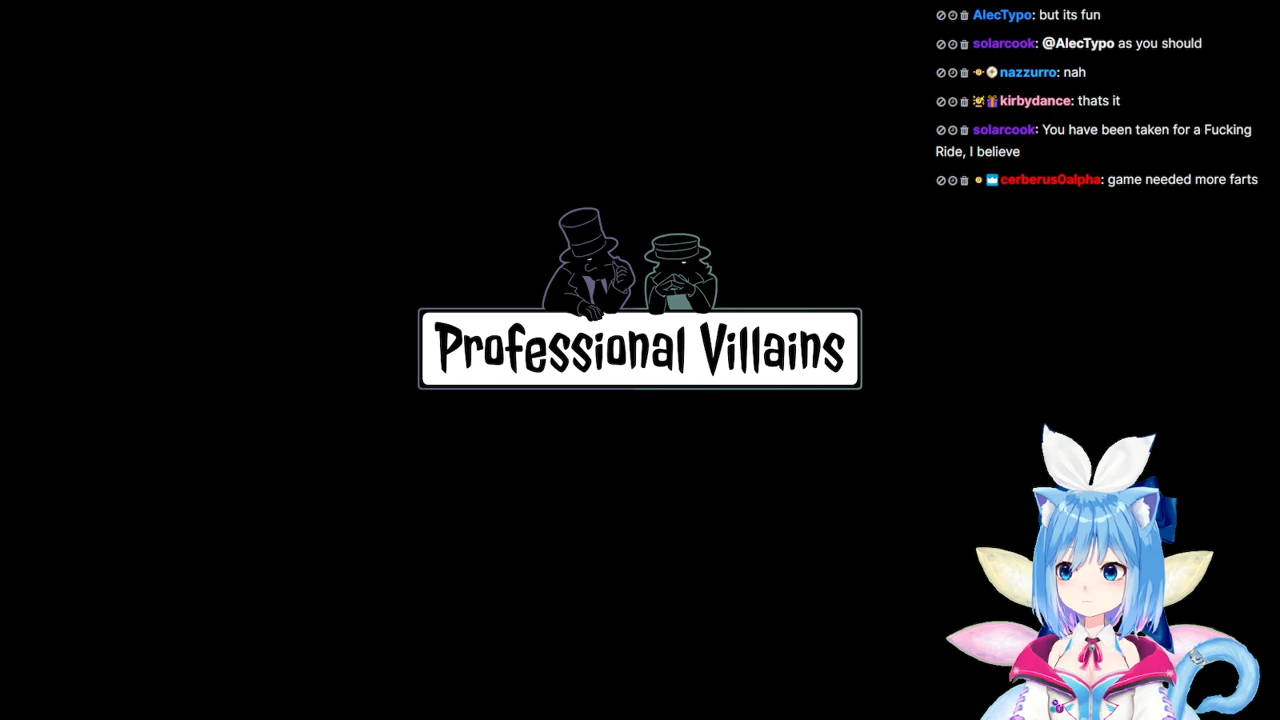 AlecTypo: but its fun
solarcook: @AlecTypo as you should
nazzurro: nah
kirbydance: thats it
solarcook: You have been taken for a Fucking
Ride, I believe
cerberus0alpha: game needed more farts
Professional Villains